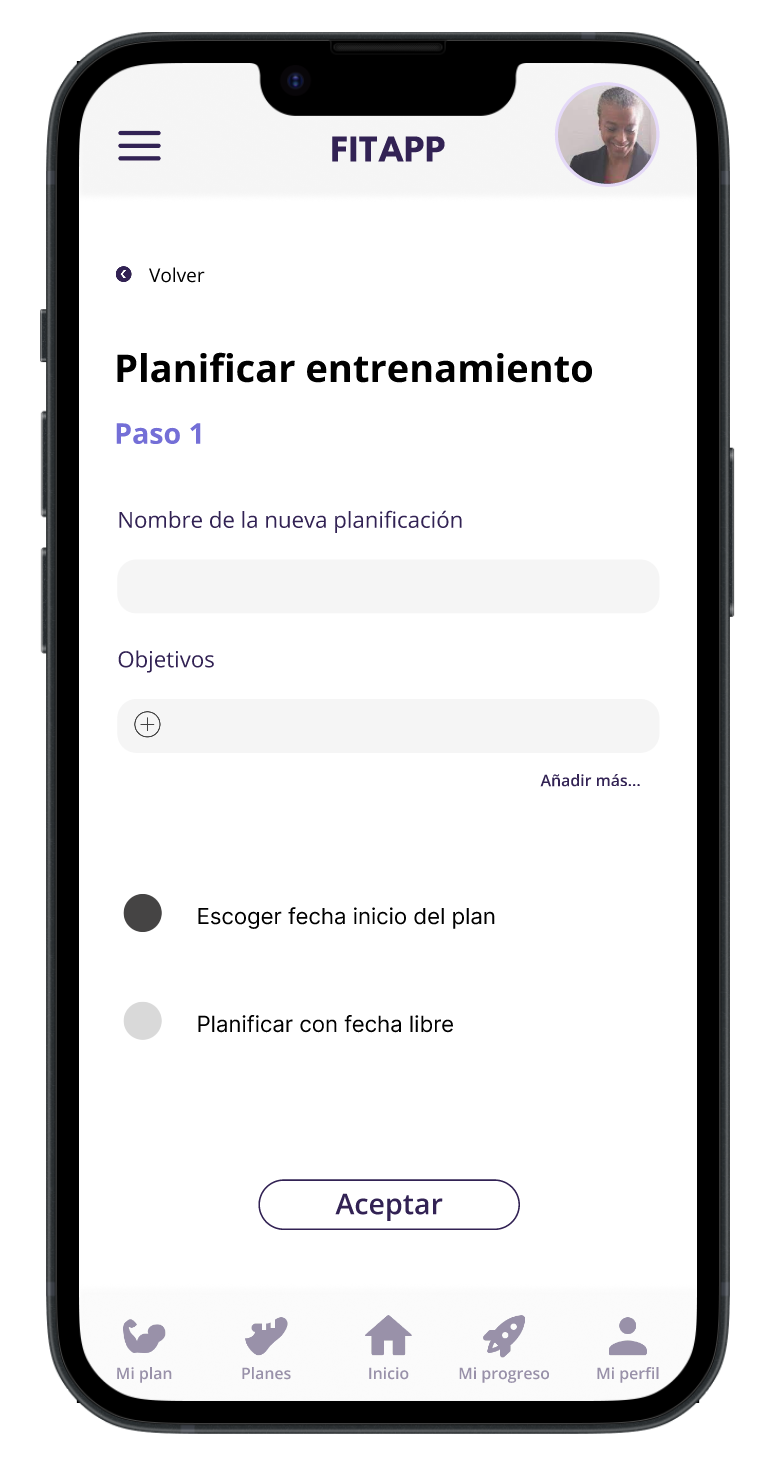 FITAPP
Volver
Planificar entrenamiento
Paso 1
Nombre de la nueva planificación
Objetivos
Añadir más...
Escoger fecha inicio del plan
Planificar con fecha libre
Aceptar
Mi plan
Planes
Inicio
Mi progreso
Mi perfil